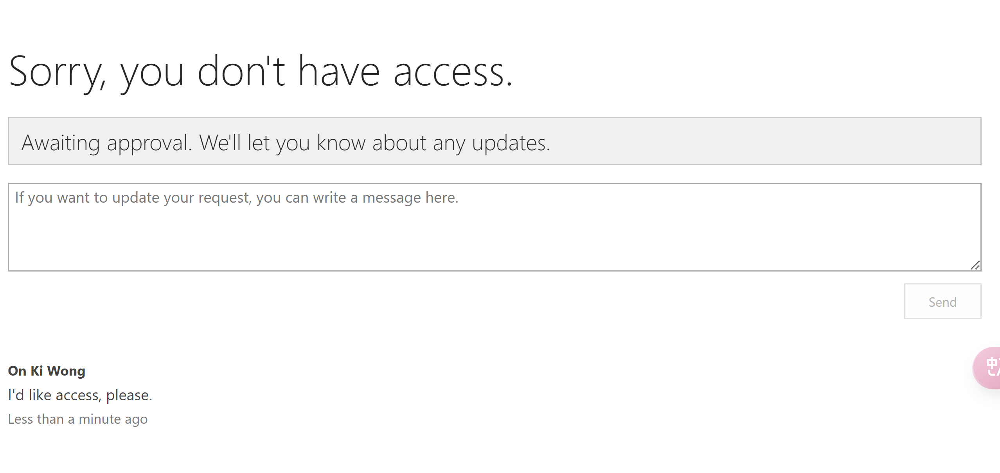 Sorry, you don't have access.
Awaiting approval. We'll let you know about any updates.
If you want to update your request, you can write a message here.
Send
On Ki Wong
I'd like access, please.
Less than a minute ago